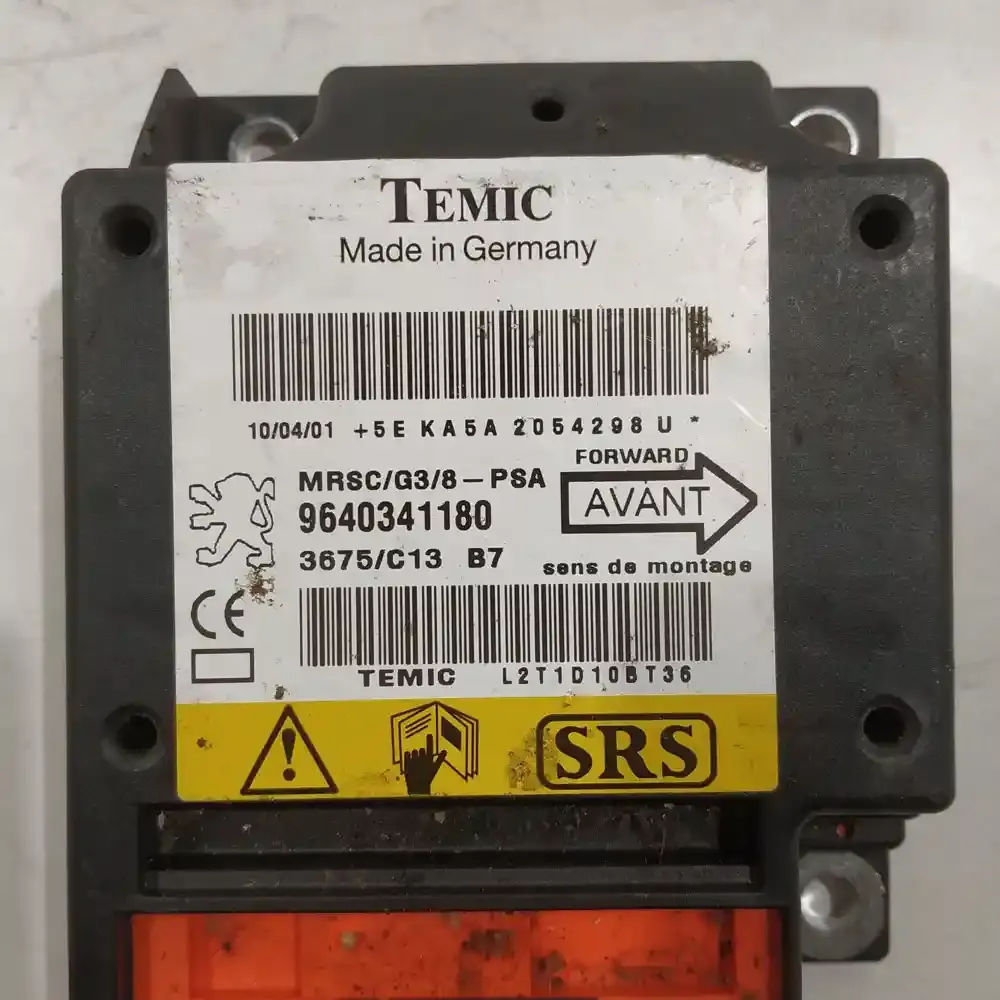 TEMIC
Made in Germany
10/04/01 +5E KA5A 2054298 U *
FORWARD
MRSC/G3/8-PSA
AVANT
9640341180
3675/C13 B7
sens de montage
CE
TEMIC L2T1D10BT36
SRS